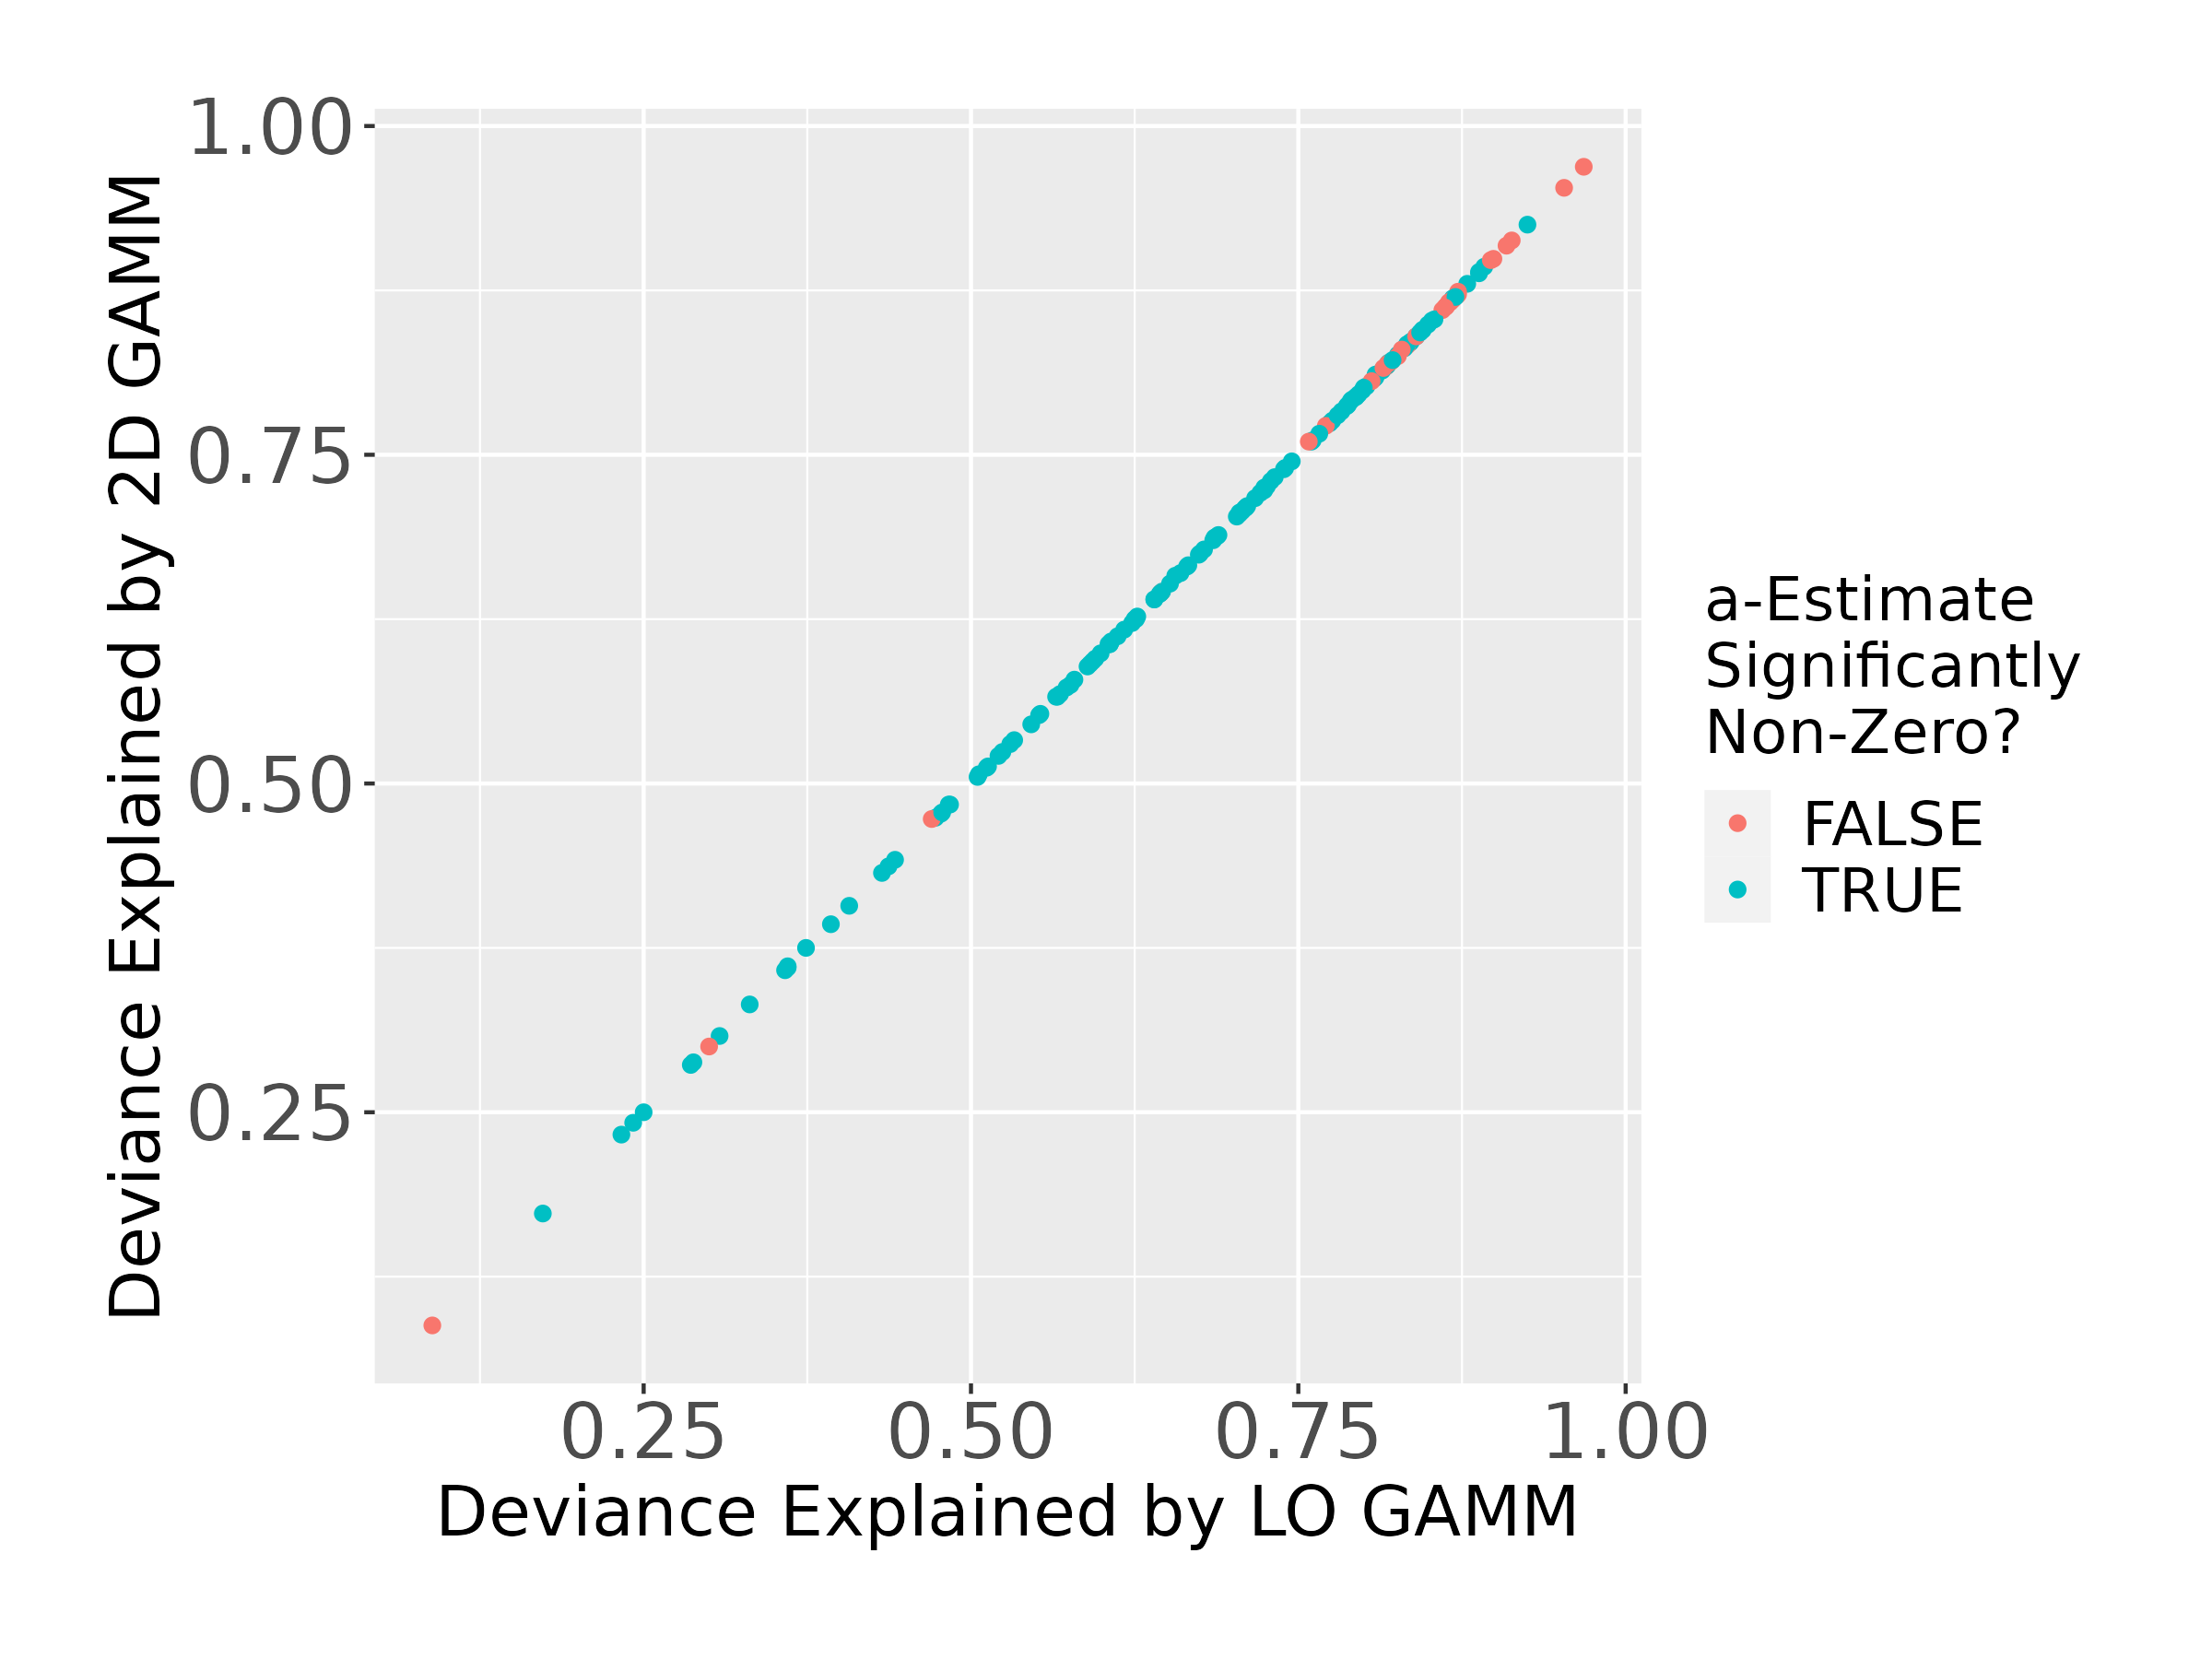 1.00
0.75
0.50
0.25
Deviance Explained by 2D GAMM
0.25 0.50 0.75 1.00
Deviance Explained by LO GAMM
a-Estimate
Significantly
Non-Zero?
FALSE
TRUE